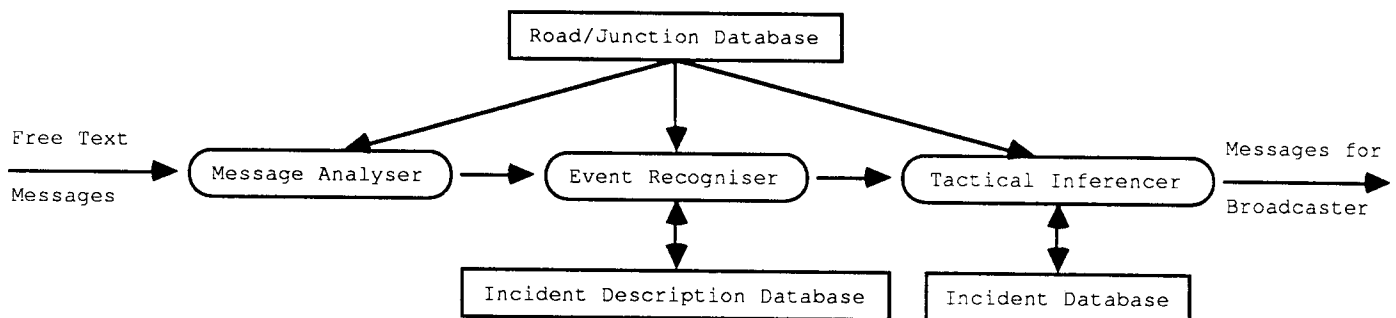 Road/Junction Database
Free Text
Messages
Message Analyser
Event Recogniser
Tactical Inferencer
Messages for
Broadcaster
Incident Description Database
Incident Database